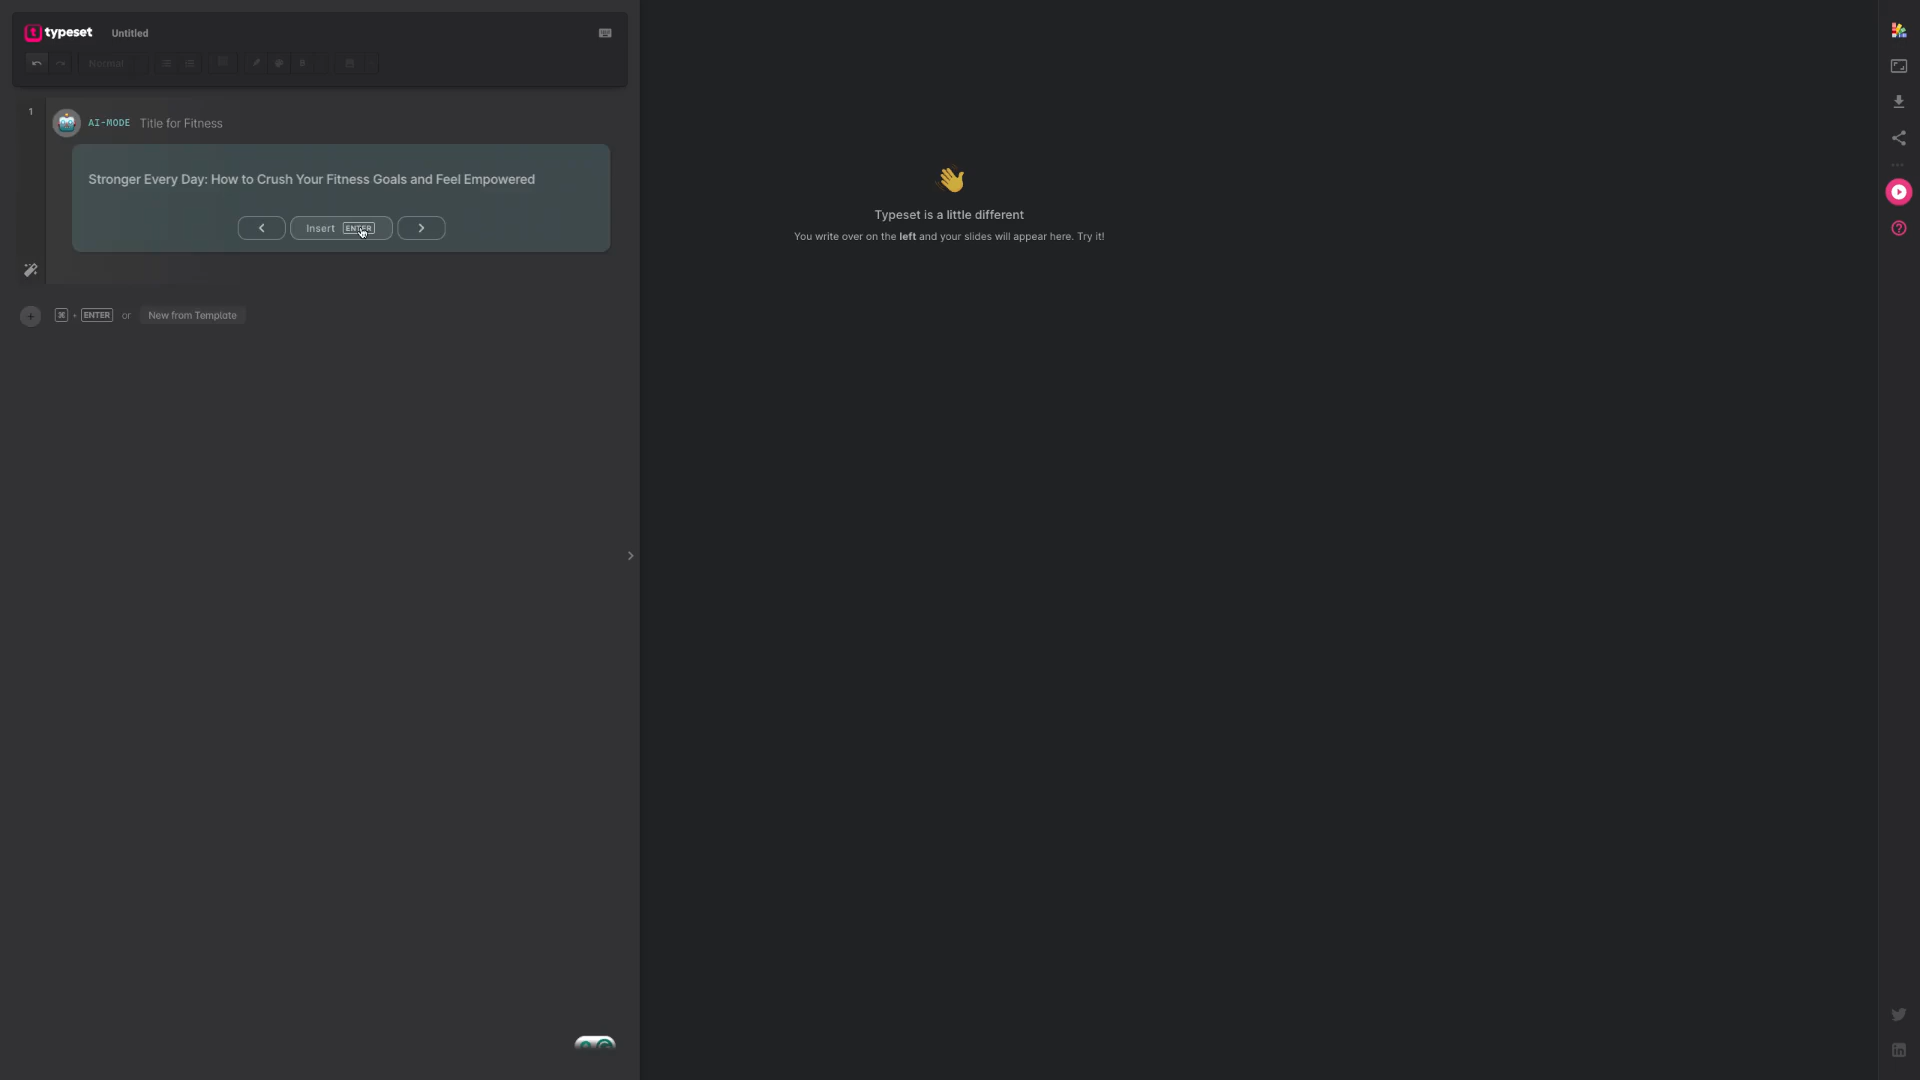 typeset Untitled
Normal
1
AI-MODE Title for Fitness
Stronger Every Day: How to Crush Your Fitness Goals and Feel Empowered
Insert ENTER
⌘ + ENTER or New from Template
Typeset is a little different
You write over on the left and your slides will appear here. Try it!